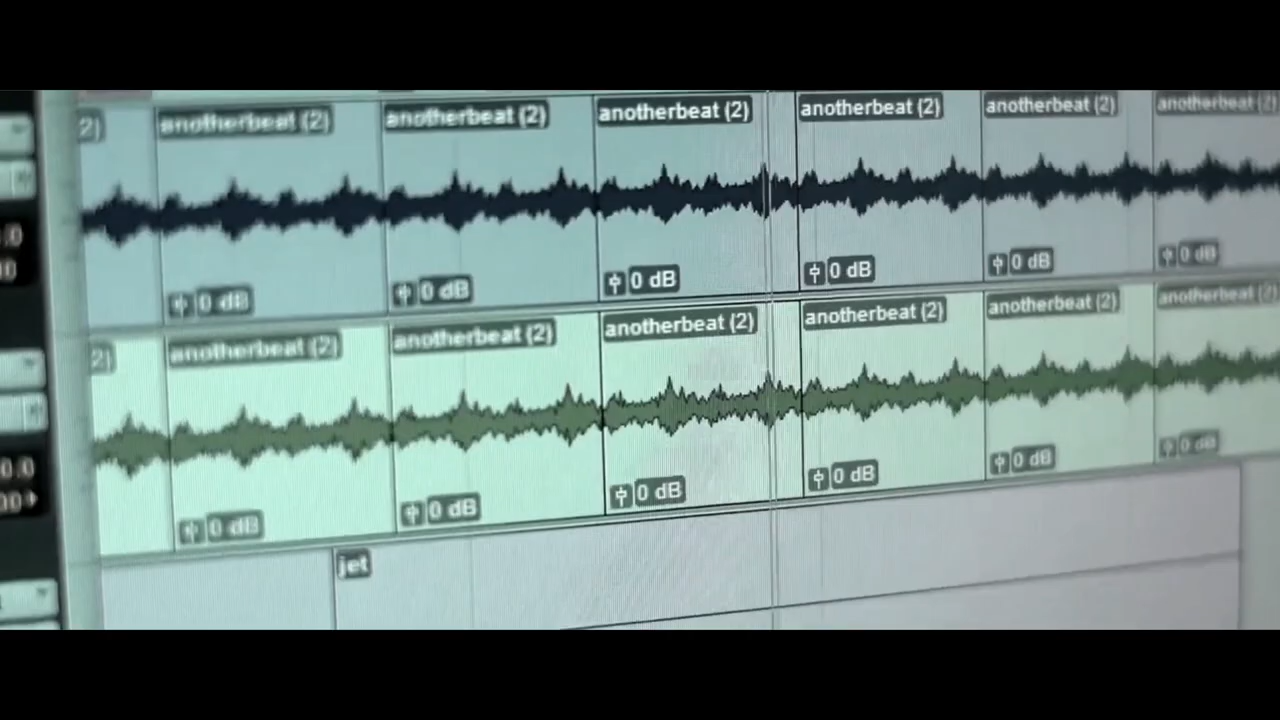 2) anotherbeat (2) anotherbeat (2) anotherbeat (2) anotherbeat (2) anotherbeat (2) anotherbeat (2)
0 dB 0 dB 0 dB 0 dB 0 dB 0 dB
2) anotherbeat (2) anotherbeat (2) anotherbeat (2) anotherbeat (2) anotherbeat (2) anotherbeat (2)
0 dB 0 dB 0 dB 0 dB 0 dB 0 dB
jet